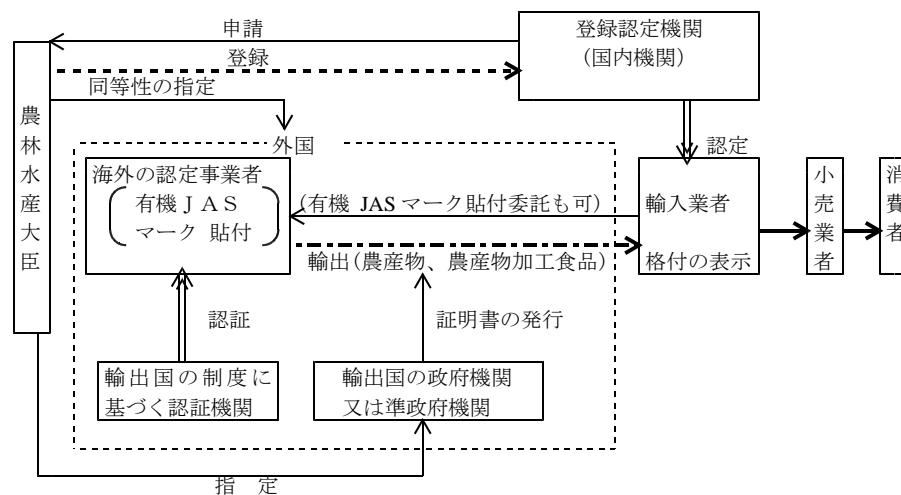 申請
登録認定機関
（国内機関）
登録
同等性の指定
農林水産大臣
外国
認定
海外の認定事業者
有機ＪＡＳ
マーク 貼付
（有機 JASマーク貼付委託も可）
輸入業者
格付の表示
小売業者
消費者
輸出（農産物、農産物加工食品）
認証
証明書の発行
輸出国の制度に
基づく認証機関
輸出国の政府機関
又は準政府機関
指　定